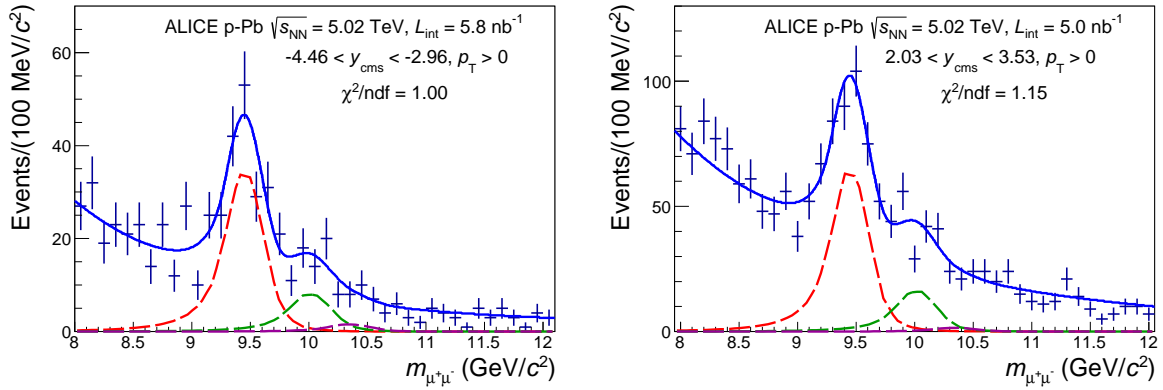 ALICE p-Pb √sNN = 5.02 TeV, Lint = 5.8 nb-1
-4.46 < ycms < -2.96, pT > 0
χ2/ndf = 1.00
Events/(100 MeV/c2)
60
40
20
0
8 8.5 9 9.5 10 10.5 11 11.5 12
mμ+μ- (GeV/c2)
ALICE p-Pb √sNN = 5.02 TeV, Lint = 5.0 nb-1
2.03 < ycms < 3.53, pT > 0
χ2/ndf = 1.15
Events/(100 MeV/c2)
100
50
0
8 8.5 9 9.5 10 10.5 11 11.5 12
mμ+μ- (GeV/c2)